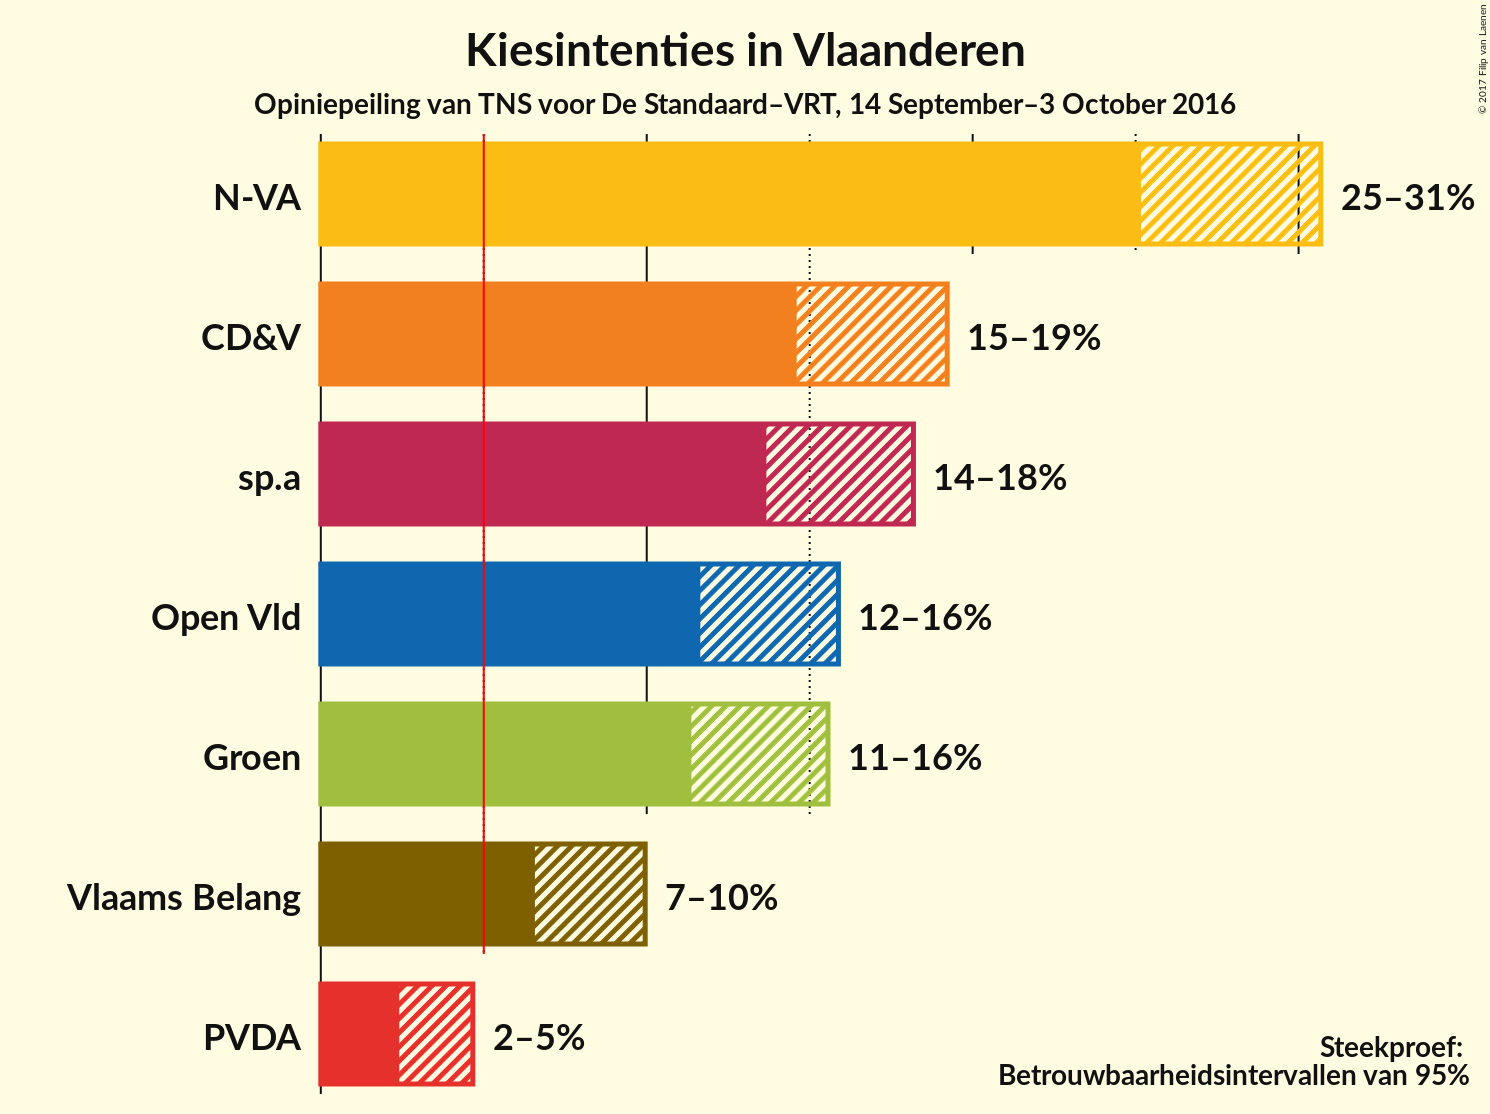 Kiesintenties in Vlaanderen
Opiniepeiling van TNS voor De Standaard–VRT, 14 September–3 October 2016
© 2017 Filip van Laenen
N-VA 25–31%
CD&V 15–19%
sp.a 14–18%
Open Vld 12–16%
Groen 11–16%
Vlaams Belang 7–10%
PVDA 2–5%
Steekproef:
Betrouwbaarheidsintervallen van 95%